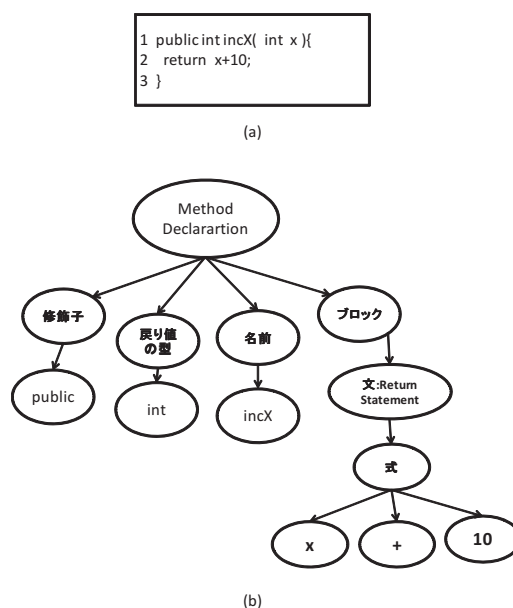 1 public int incX( int x ){
2 return x+10;
3 }
(a)
Method
Declarartion
修飾子
戻り値
の型
名前
ブロック
public
int
incX
文:Return
Statement
式
x
+
10
(b)